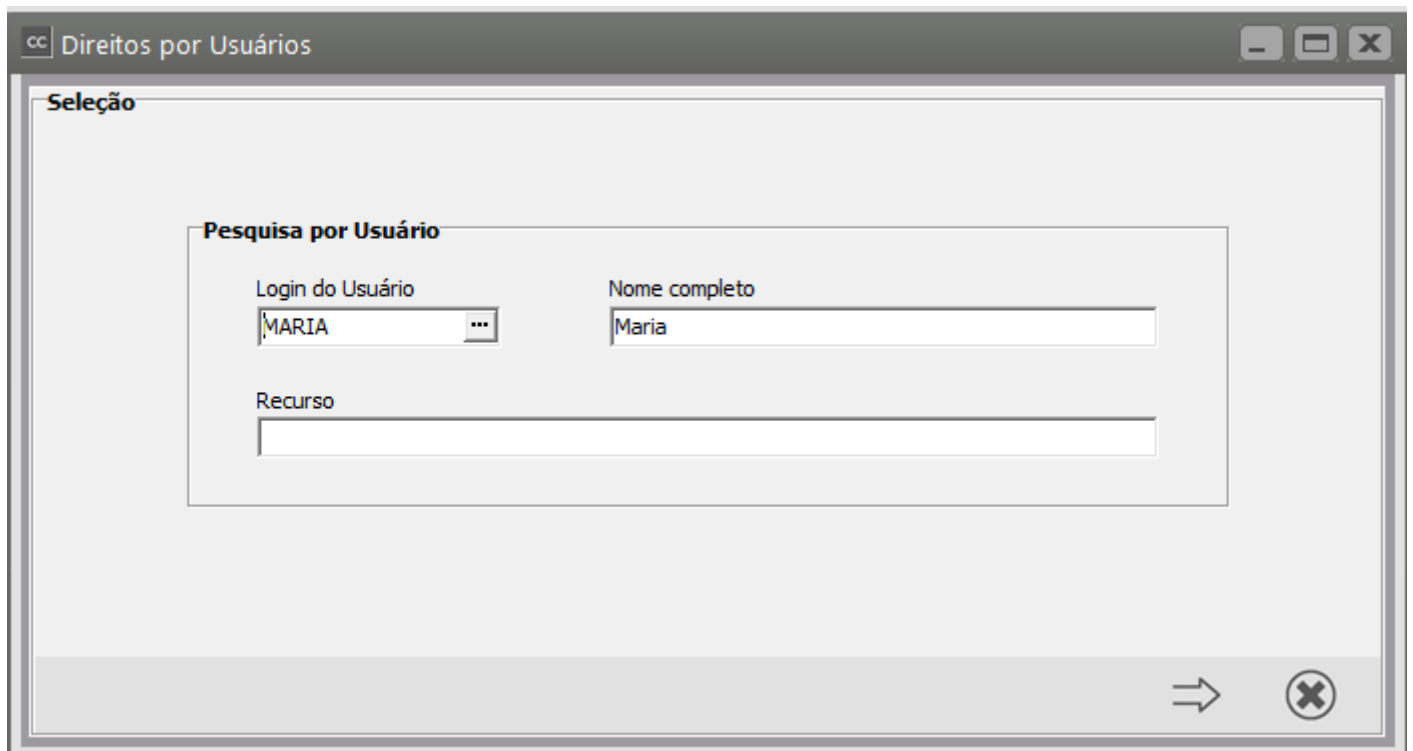 cc Direitos por Usuários
Seleção
Pesquisa por Usuário
Login do Usuário Nome completo
MARIA ... Maria
Recurso